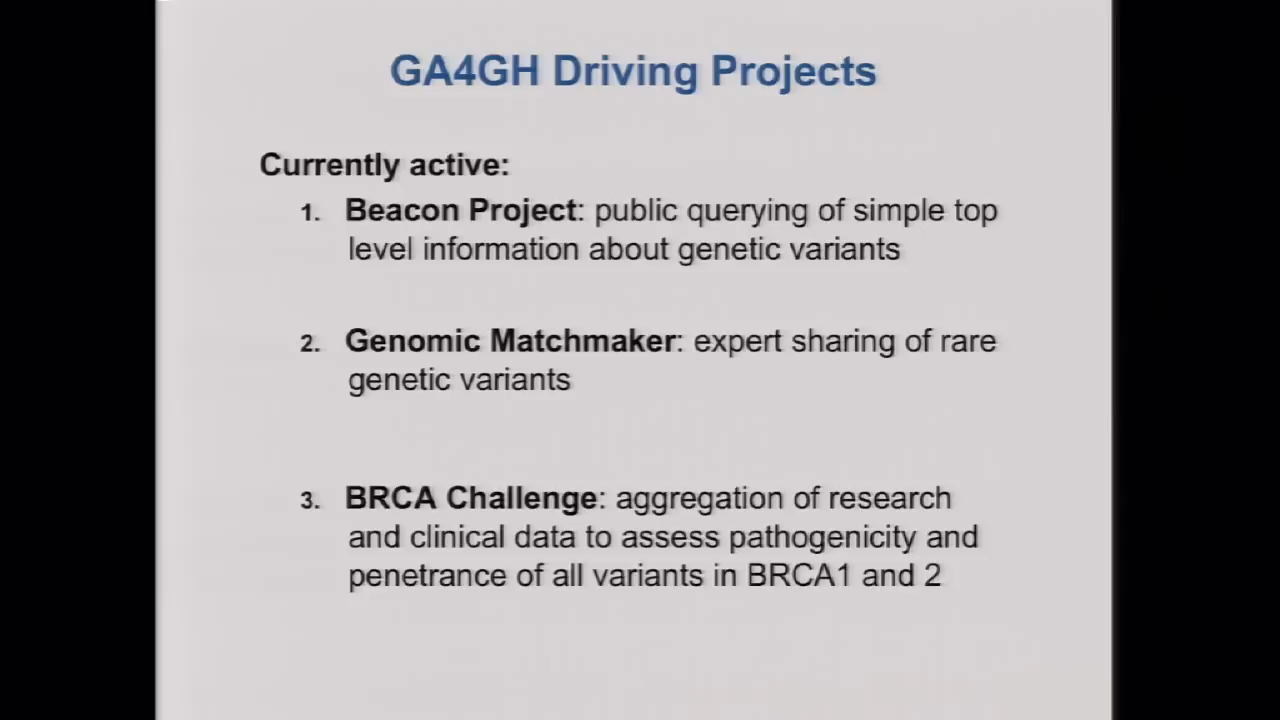 GA4GH Driving Projects
Currently active:
1. Beacon Project: public querying of simple top
level information about genetic variants
2. Genomic Matchmaker: expert sharing of rare
genetic variants
3. BRCA Challenge: aggregation of research
and clinical data to assess pathogenicity and
penetrance of all variants in BRCA1 and 2